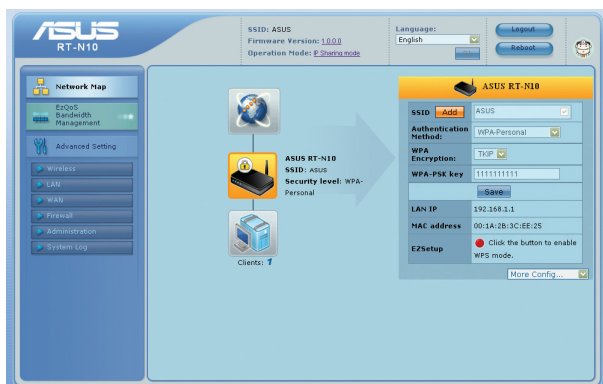 ASUS
RT-N10
SSID: ASUS
Firmware Version: 1.0.0.0
Operation Mode: IP Sharing mode
Language:
English
Logout
Reboot
Network Map
EzQoS
Bandwidth
Management
Advanced Setting
Wireless
LAN
WAN
Firewall
Administration
System Log
ASUS RT-N10
SSID: ASUS
Security level: WPA-
Personal
Clients: 1
ASUS RT-N10
SSID Add ASUS
Authentication
Method: WPA-Personal
WPA
Encryption: TKIP
WPA-PSK key 1111111111
Save
LAN IP 192.168.1.1
MAC address 00:1A:2B:3C:EE:25
EZSetup Click the button to enable
WPS mode.
More Config...